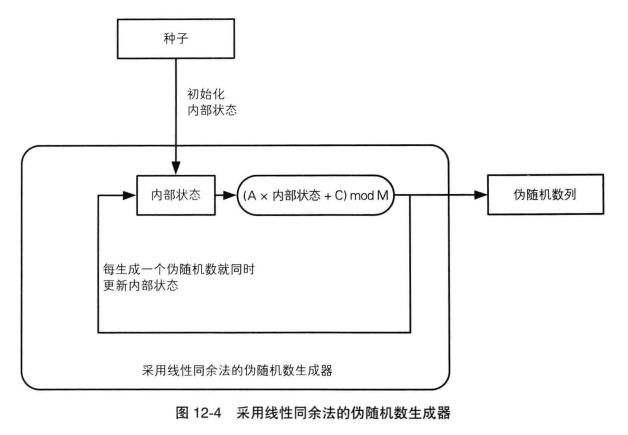 种子
初始化
内部状态
内部状态
(A × 内部状态 + C) mod M
伪随机数列
每生成一个伪随机数就同时
更新内部状态
采用线性同余法的伪随机数生成器
图 12-4 采用线性同余法的伪随机数生成器